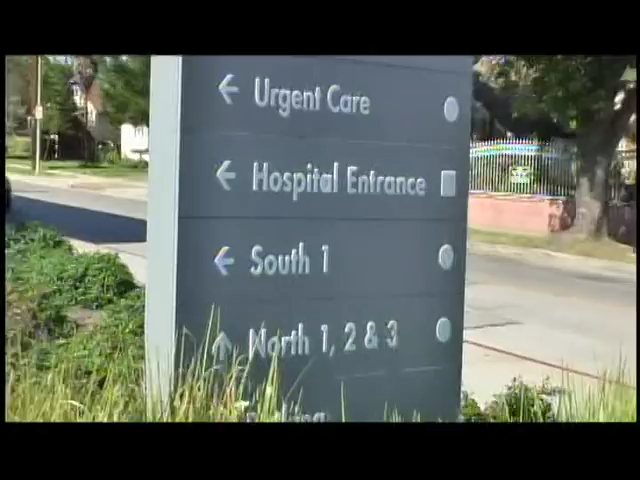 ← Urgent Care
← Hospital Entrance
← South 1
↑ North 1, 2 & 3